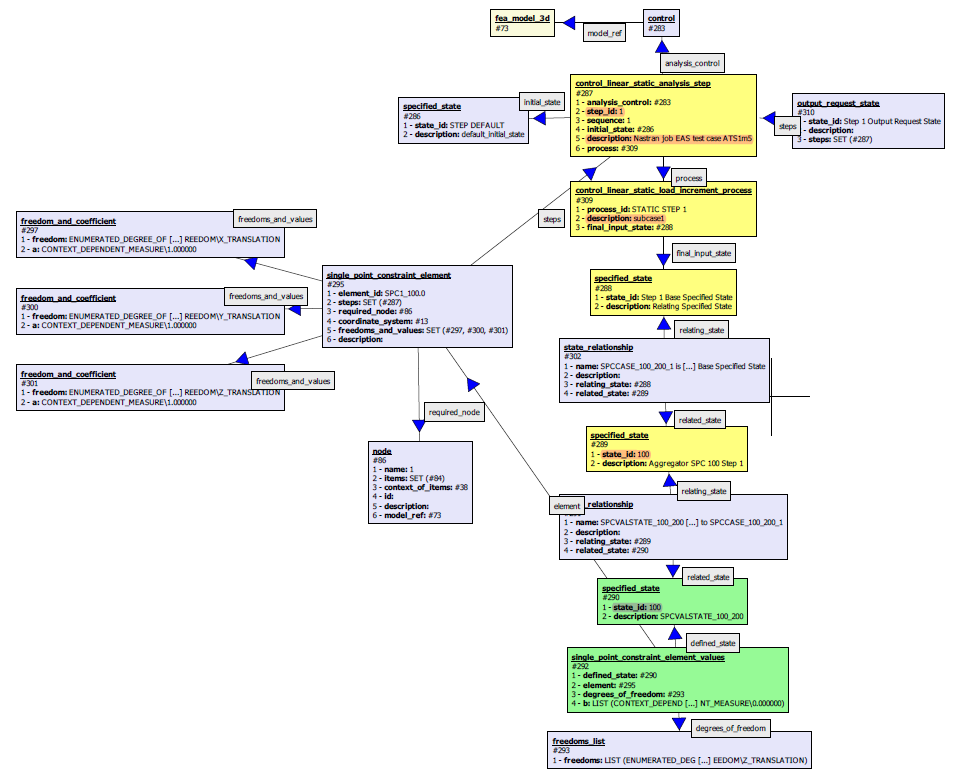 fea_model_3d
#73
model_ref
control
#283
analysis_control
control_linear_static_analysis_step
#287
1 - analysis_control: #283
2 - step_id: 1
3 - sequence: 1
4 - initial_state: #286
5 - description: Nastran job EAS test case ATS1m5
6 - process: #309
initial_state
specified_state
#286
1 - state_id: STEP DEFAULT
2 - description: default_initial_state
output_request_state
#310
- state_id: Step 1 Output Request State
- description:
3 - steps: SET (#287)
steps
process
control_linear_static_load_increment_process
#309
1 - process_id: STATIC STEP 1
2 - description: subcase1
3 - final_input_state: #288
steps
final_input_state
specified_state
#288
1 - state_id: Step 1 Base Specified State
2 - description: Relating Specified State
relating_state
freedom_and_coefficient
#297
1 - freedom: ENUMERATED_DEGREE_OF [...] REEDOM\X_TRANSLATION
2 - a: CONTEXT_DEPENDENT_MEASURE\1.000000
freedoms_and_values
freedom_and_coefficient
#300
1 - freedom: ENUMERATED_DEGREE_OF [...] REEDOM\Y_TRANSLATION
2 - a: CONTEXT_DEPENDENT_MEASURE\1.000000
freedoms_and_values
freedom_and_coefficient
#301
1 - freedom: ENUMERATED_DEGREE_OF [...] REEDOM\Z_TRANSLATION
2 - a: CONTEXT_DEPENDENT_MEASURE\1.000000
freedoms_and_values
single_point_constraint_element
#295
1 - element_id: SPC1_100.0
2 - steps: SET (#287)
3 - required_node: #86
4 - coordinate_system: #13
5 - freedoms_and_values: SET (#297, #300, #301)
6 - description:
state_relationship
#302
1 - name: SPCCASE_100_200_1 is [...] Base Specified State
2 - description:
3 - relating_state: #288
4 - related_state: #289
required_node
related_state
node
#86
1 - name: 1
2 - items: SET (#84)
3 - context_of_items: #38
4 - id:
5 - description:
6 - model_ref: #73
specified_state
#289
1 - state_id: 100
2 - description: Aggregator SPC 100 Step 1
relating_state
element
_relationship
1 - name: SPCVALSTATE_100_200 [...] to SPCCASE_100_200_1
2 - description:
3 - relating_state: #289
4 - related_state: #290
related_state
specified_state
#290
1 - state_id: 100
2 - description: SPCVALSTATE_100_200
defined_state
single_point_constraint_element_values
#292
1 - defined_state: #290
2 - element: #295
3 - degrees_of_freedom: #293
4 - b: LIST (CONTEXT_DEPEND [...] NT_MEASURE\0.000000)
degrees_of_freedom
freedoms_list
#293
1 - freedoms: LIST (ENUMERATED_DEG [...] EEDOM\Z_TRANSLATION)